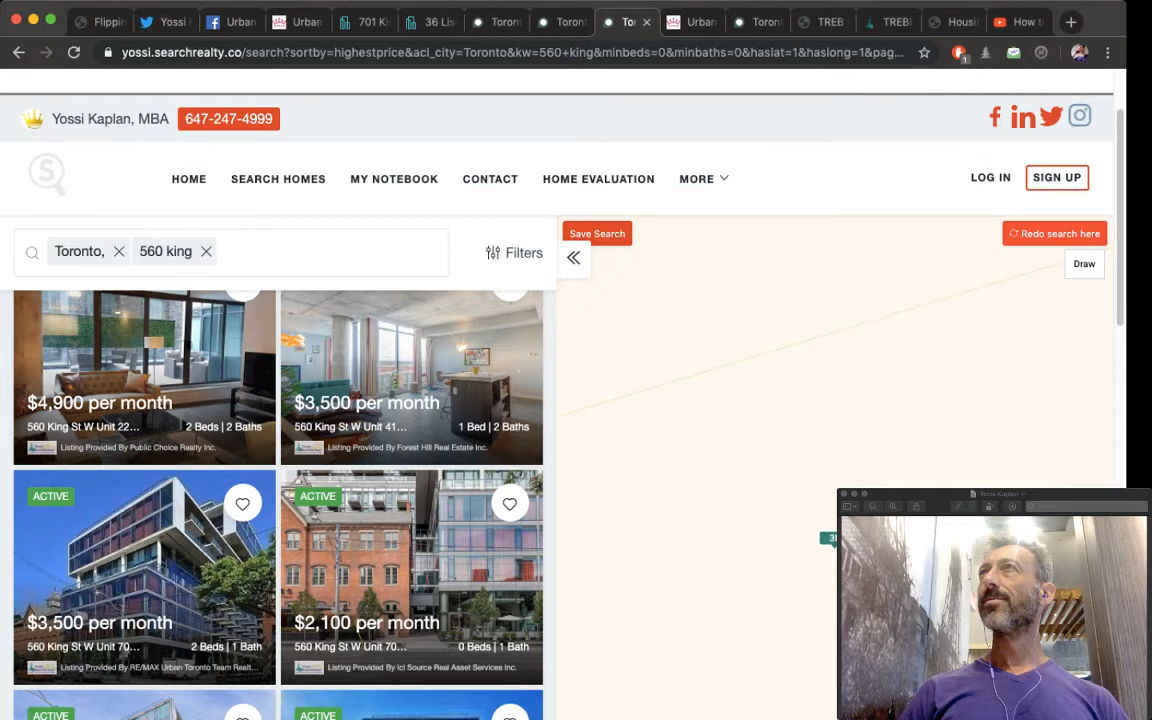 Flippin
Yossi F
Urban
Urban
701 Ki
36 Lis
Toront
Toront
Tor
Urban
Toront
TREB
TREB
Housi
How t
yossi.searchrealty.co/search?sortby=highestprice&acl_city=Toronto&kw=560+king&minbeds=0&minbaths=0&haslat=1&haslong=1&pag...
1
Yossi Kaplan, MBA
647-247-4999
HOME
SEARCH HOMES
MY NOTEBOOK
CONTACT
HOME EVALUATION
MORE
LOG IN
SIGN UP
Toronto,
560 king
Filters
Save Search
Redo search here
Draw
$4,900 per month
560 King St W Unit 22...
2 Beds | 2 Baths
Listing Provided By Public Choice Realty Inc.
$3,500 per month
560 King St W Unit 41...
1 Bed | 2 Baths
Listing Provided By Forest Hill Real Estate Inc.
ACTIVE
$3,500 per month
560 King St W Unit 70...
2 Beds | 1 Bath
Listing Provided By RE/MAX Urban Toronto Team Realt...
ACTIVE
$2,100 per month
560 King St W Unit 70...
0 Beds | 1 Bath
Listing Provided By Ici Source Real Asset Services Inc.
ACTIVE
ACTIVE
Yossi Kaplan